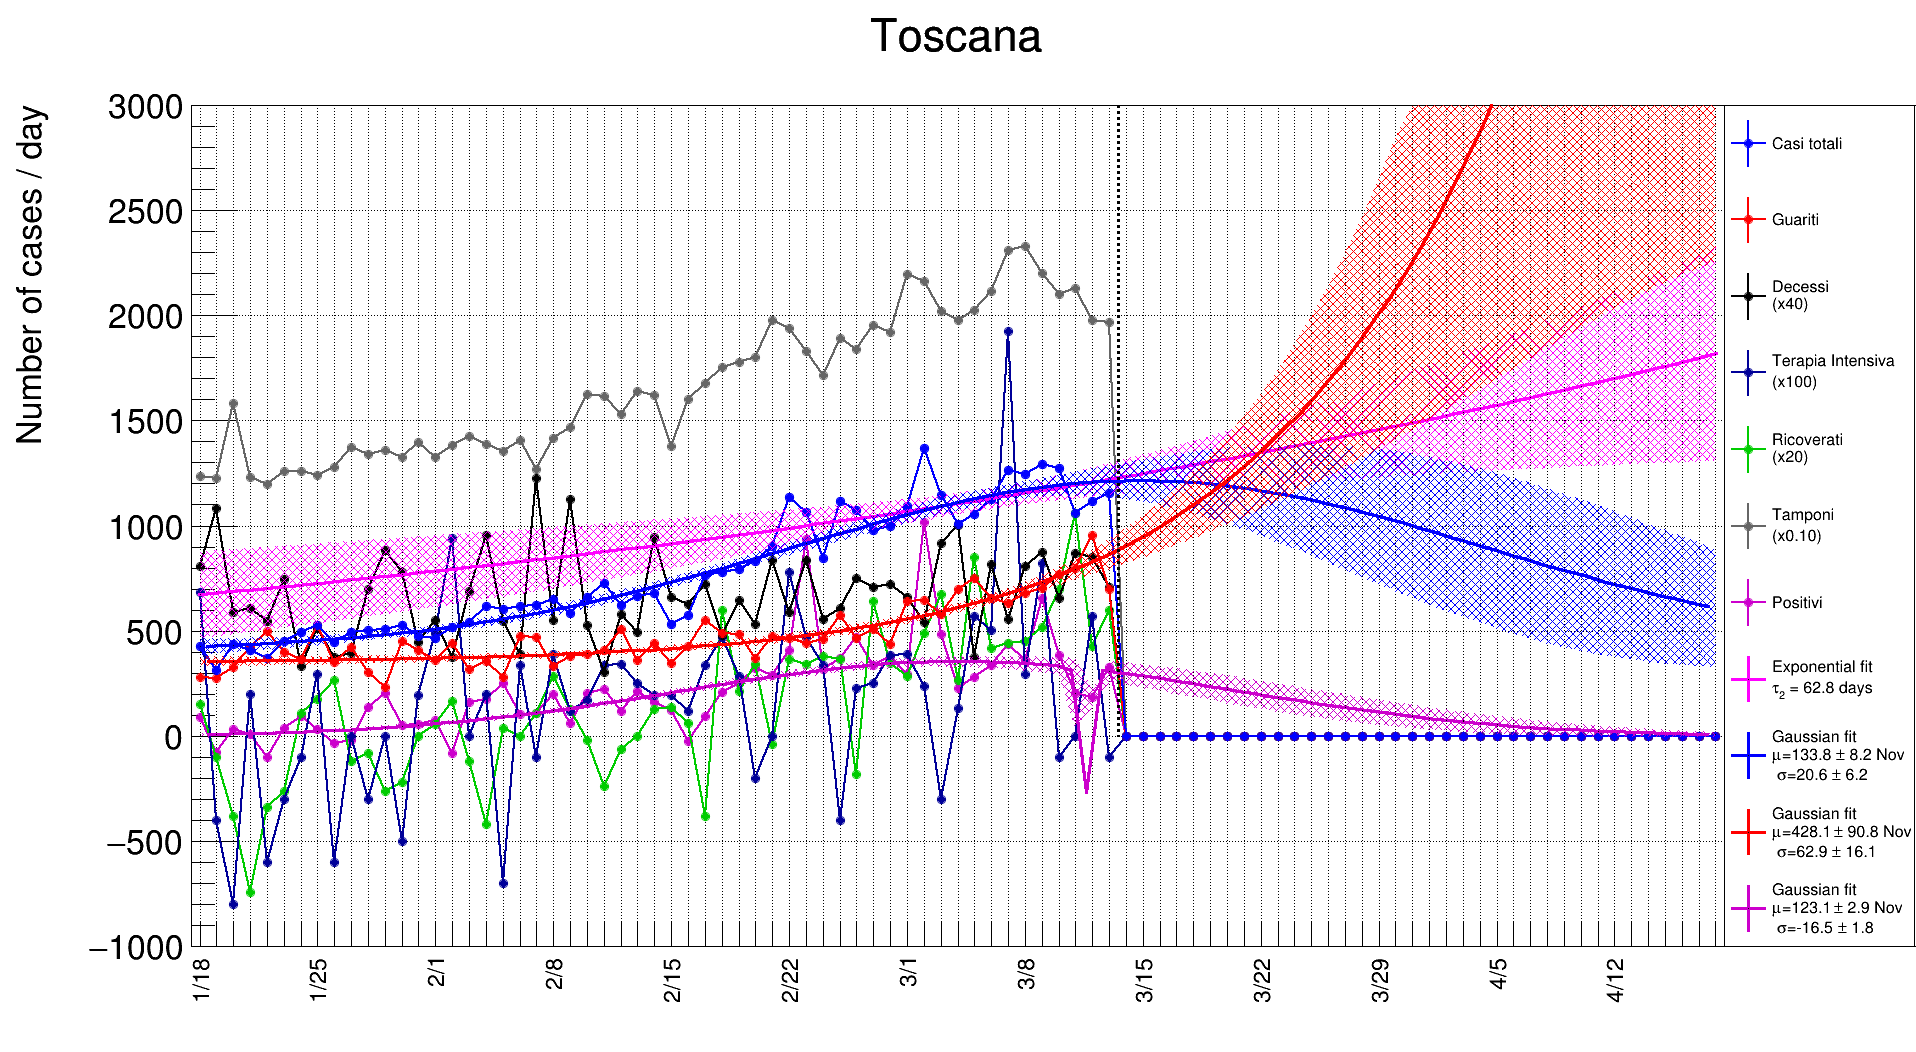 Toscana
Number of cases / day
3000
2500
2000
1500
1000
500
0
−500
−1000
1/18
1/25
2/1
2/8
2/15
2/22
3/1
3/8
3/15
3/22
3/29
4/5
4/12
Casi totali
Guariti
Decessi
(x40)
Terapia Intensiva
(x100)
Ricoverati
(x20)
Tamponi
(x0.10)
Positivi
Exponential fit
τ2 = 62.8 days
Gaussian fit
μ=133.8 ± 8.2 Nov
σ=20.6 ± 6.2
Gaussian fit
μ=428.1 ± 90.8 Nov
σ=62.9 ± 16.1
Gaussian fit
μ=123.1 ± 2.9 Nov
σ=-16.5 ± 1.8